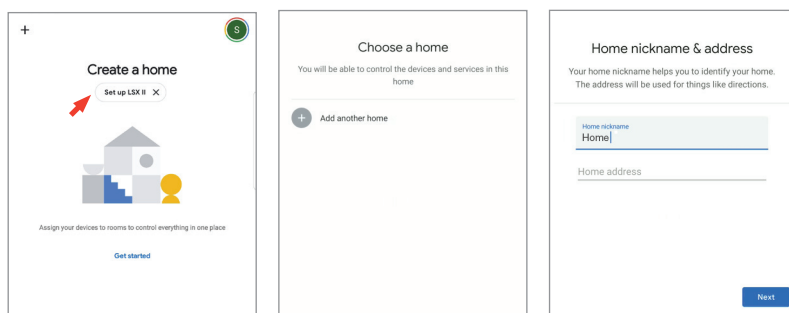 +
S
Create a home
Set up LSX II X
Assign your devices to rooms to control everything in one place
Get started
Choose a home
You will be able to control the devices and services in this
home
+ Add another home
Home nickname & address
Your home nickname helps you to identify your home.
The address will be used for things like directions.
Home nickname
Home
Home address
Next